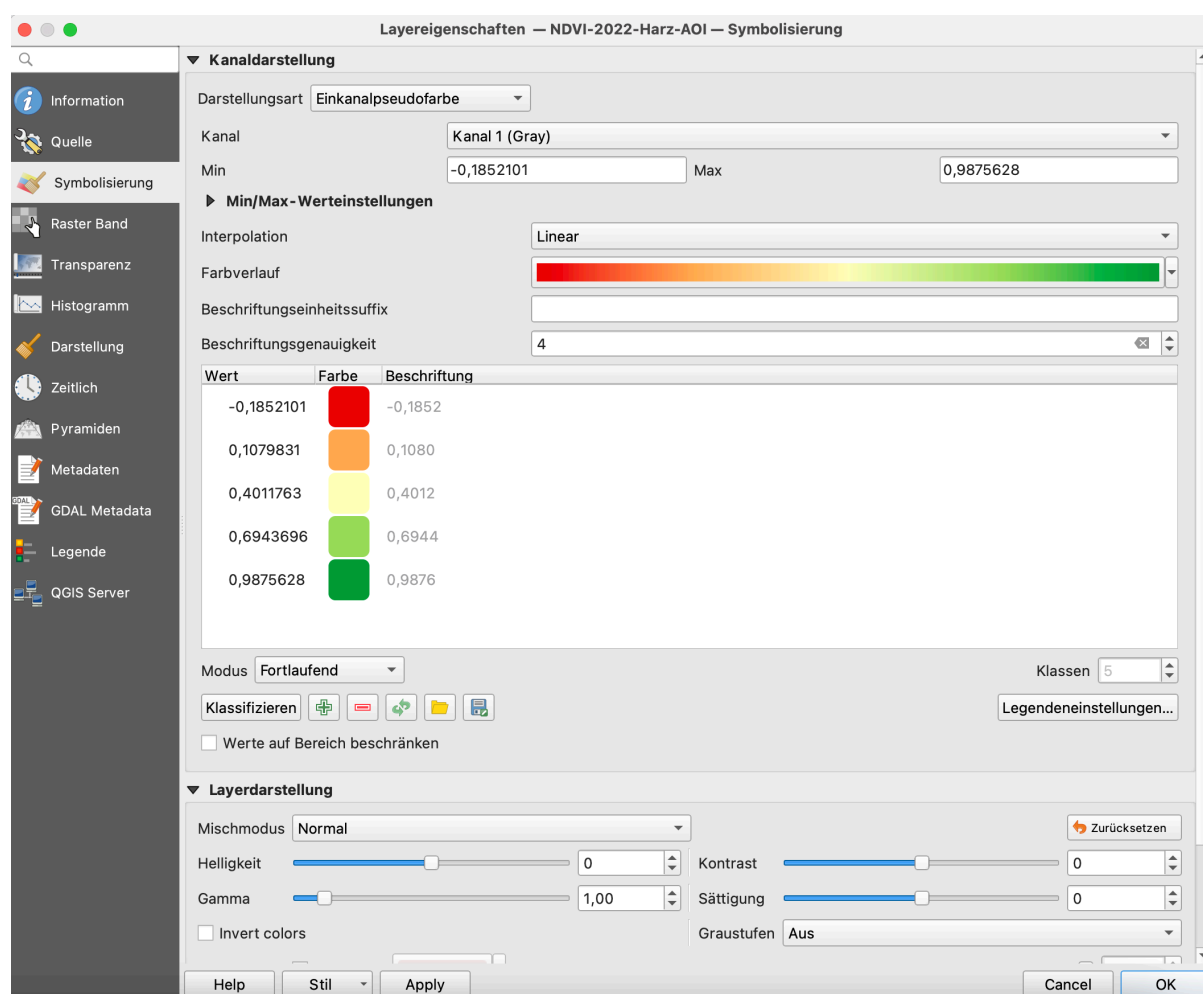 Layereigenschaften — NDVI-2022-Harz-AOI — Symbolisierung
Information
Quelle
Symbolisierung
Raster Band
Transparenz
Histogramm
Darstellung
Zeitlich
Pyramiden
Metadaten
GDAL
GDAL Metadata
Legende
QGIS Server
Kanaldarstellung
Darstellungsart Einkanalpseudofarbe
Kanal Kanal 1 (Gray)
Min -0,1852101 Max 0,9875628
Min/Max-Werteinstellungen
Interpolation Linear
Farbverlauf
Beschriftungseinheitssuffix
Beschriftungsgenauigkeit 4
Wert Farbe Beschriftung
-0,1852101 -0,1852
0,1079831 0,1080
0,4011763 0,4012
0,6943696 0,6944
0,9875628 0,9876
Modus Fortlaufend Klassen 5
Klassifizieren Legendeneinstellungen...
Werte auf Bereich beschränken
Layerdarstellung
Mischmodus Normal Zurücksetzen
Helligkeit 0 Kontrast 0
Gamma 1,00 Sättigung 0
Invert colors Graustufen Aus
Help Stil Apply Cancel OK